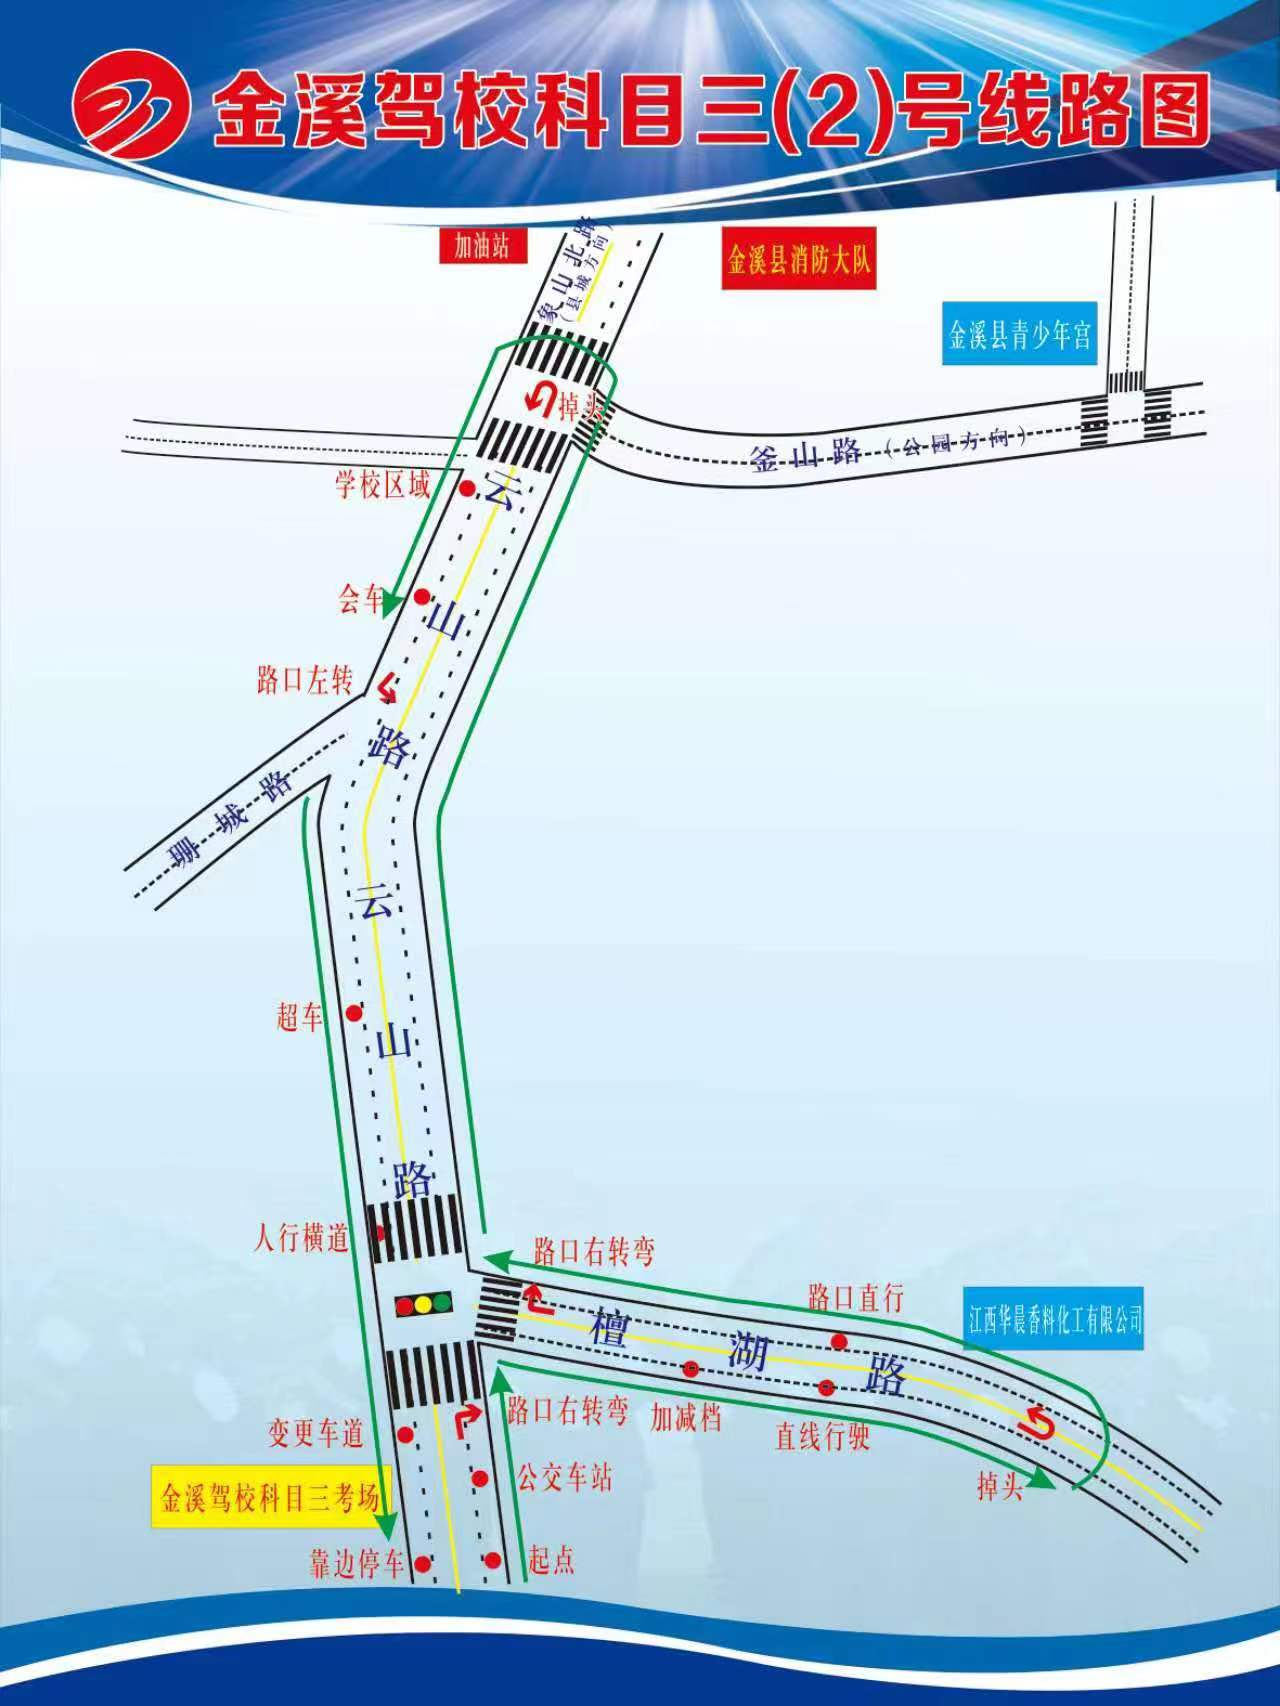 金溪驾校科目三(2)号线路图
加油站
金溪县消防大队
象山北路
(县城方向)
金溪县青少年宫
掉头
釜山路(公园方向)
学校区域
云
会车
山
路口左转
路
珊城路
云
超车
山
路
人行横道
路口右转弯
路口直行
江西华晨香料化工有限公司
檀湖路
路口右转弯
加减档
直线行驶
变更车道
公交车站
掉头
金溪驾校科目三考场
靠边停车
起点